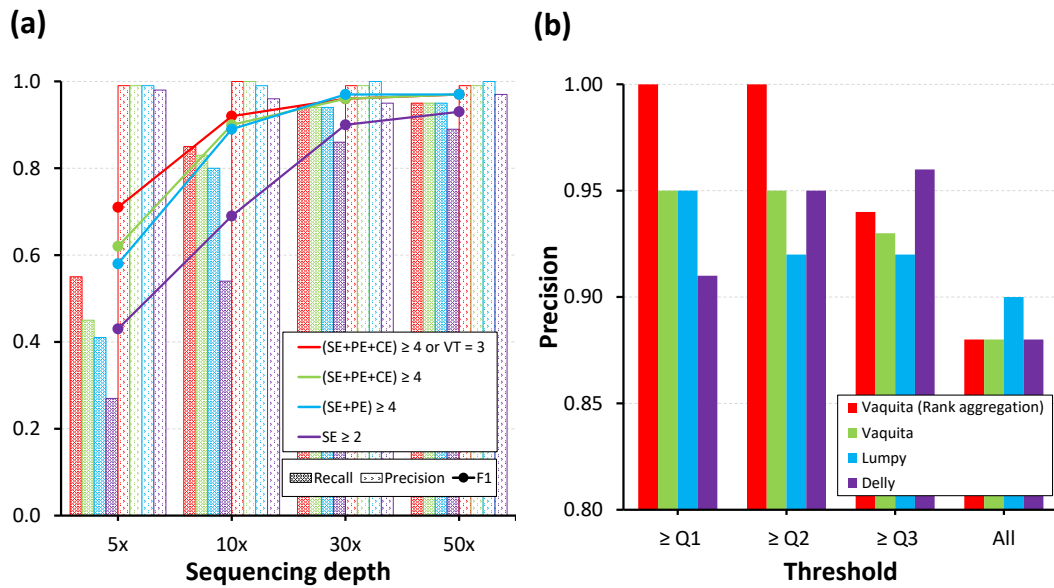 (a)
1.0
0.8
0.6
0.4
0.2
0.0
(SE+PE+CE) ≥ 4 or VT = 3
(SE+PE+CE) ≥ 4
(SE+PE) ≥ 4
SE ≥ 2
Recall Precision F1
5x 10x 30x 50x
Sequencing depth
(b)
Precision
1.00
0.95
0.90
0.85
0.80
Vaquita (Rank aggregation)
Vaquita
Lumpy
Delly
≥ Q1 ≥ Q2 ≥ Q3 All
Threshold